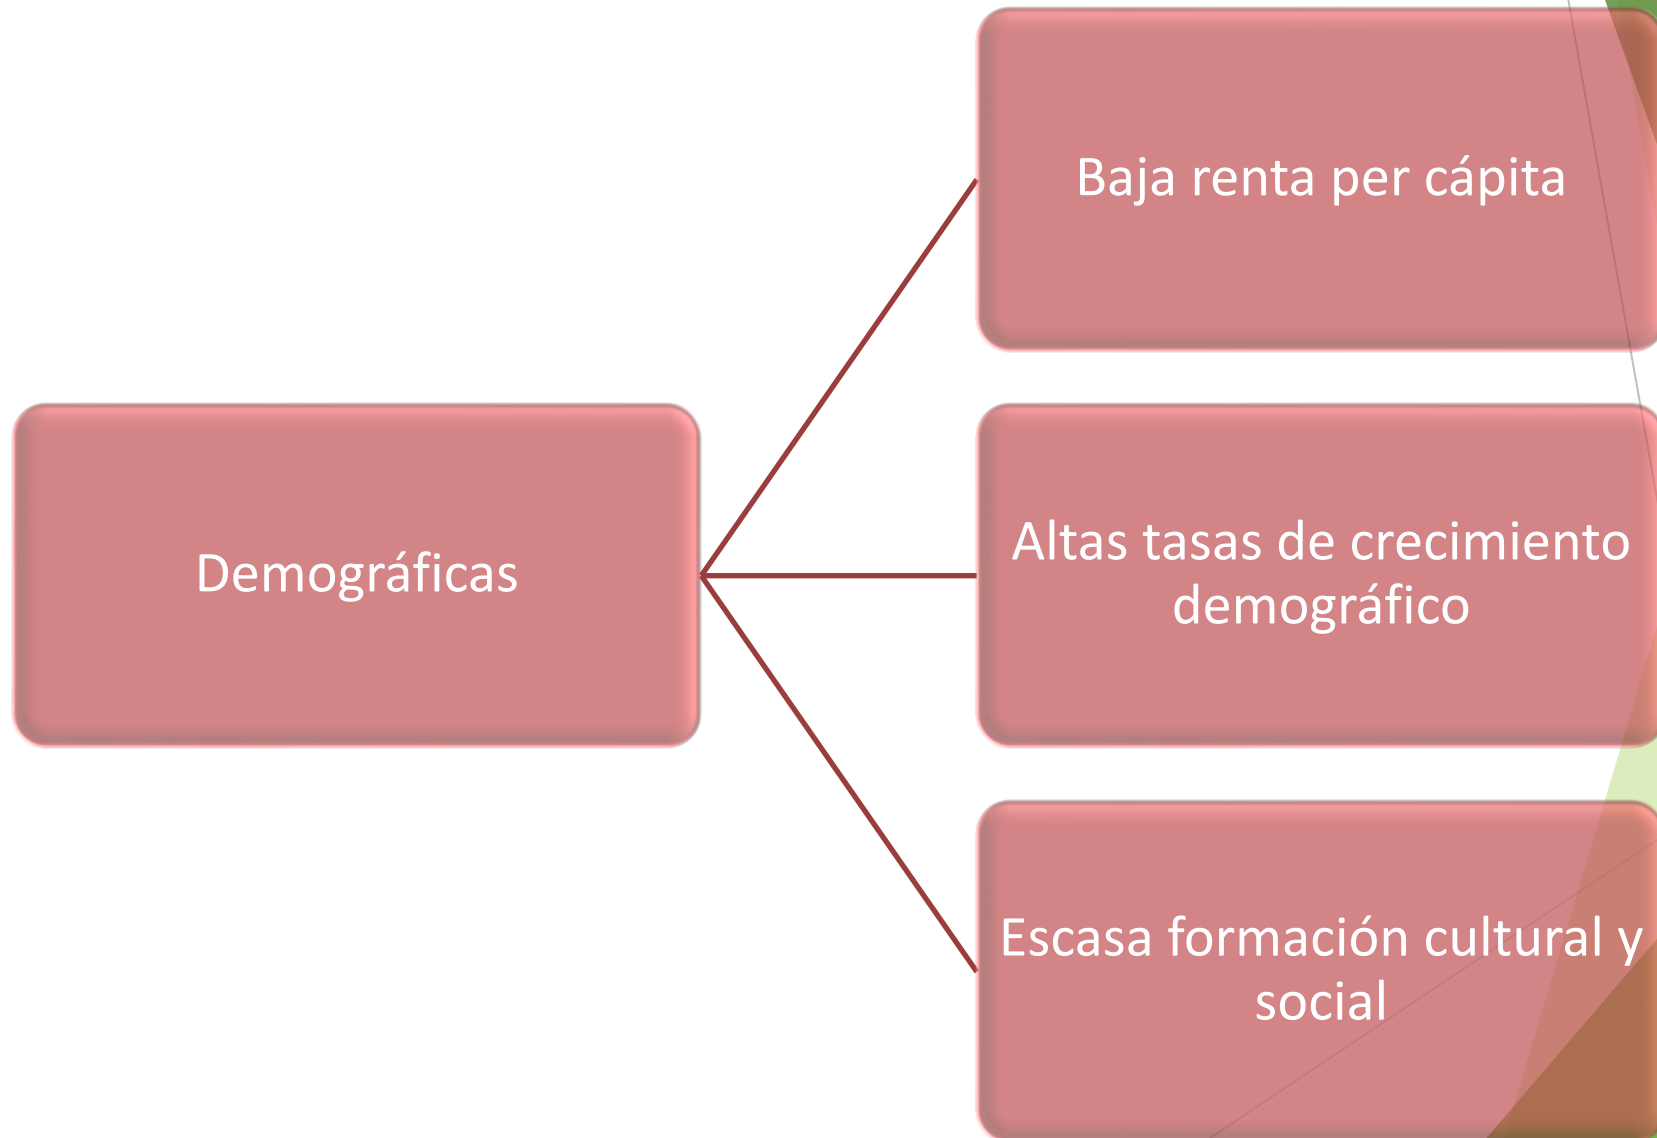 Baja renta per cápita
Demográficas
Altas tasas de crecimiento
demográfico
Escasa formación cultural y
social